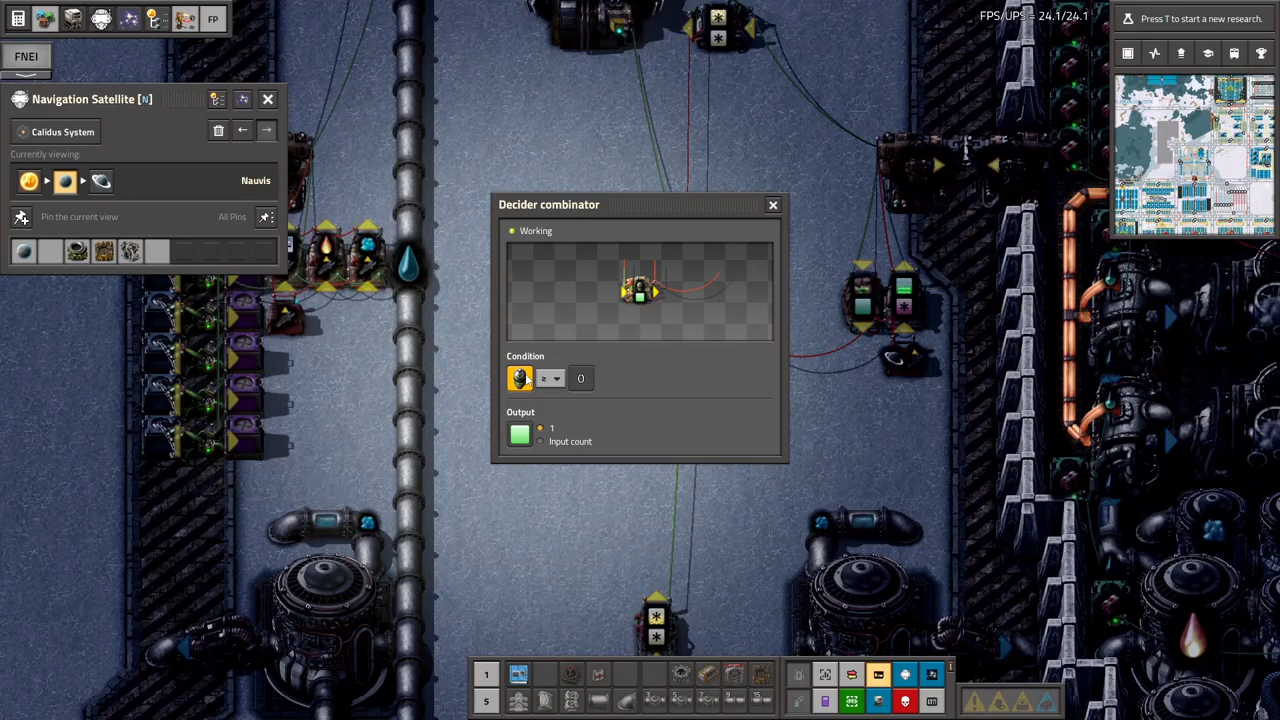 FP
FPS/UPS = 24.1/24.1
Press T to start a new research.
FNEI
Navigation Satellite [N]
Calidus System
Currently viewing:
Nauvis
Pin the current view
All Pins
Decider combinator
Working
Condition
≥
0
Output
1
Input count
1
5